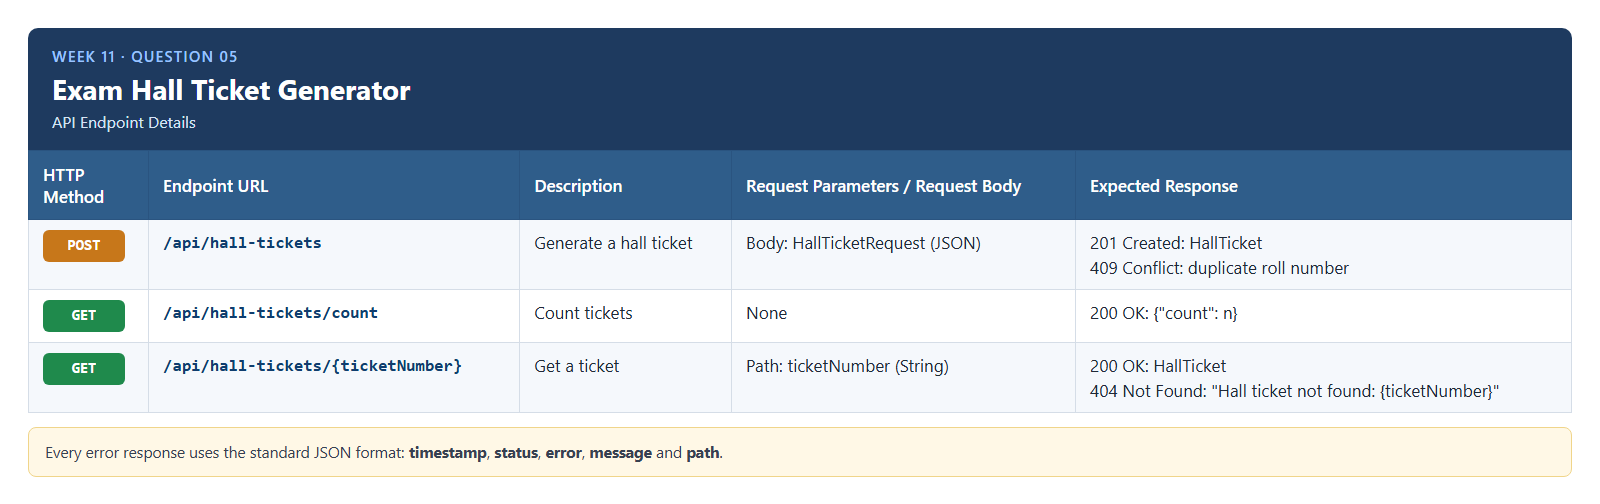 WEEK 11 · QUESTION 05
Exam Hall Ticket Generator
API Endpoint Details
HTTP Method
Endpoint URL
Description
Request Parameters / Request Body
Expected Response
POST
/api/hall-tickets
Generate a hall ticket
Body: HallTicketRequest (JSON)
201 Created: HallTicket
409 Conflict: duplicate roll number
GET
/api/hall-tickets/count
Count tickets
None
200 OK: {"count": n}
GET
/api/hall-tickets/{ticketNumber}
Get a ticket
Path: ticketNumber (String)
200 OK: HallTicket
404 Not Found: "Hall ticket not found: {ticketNumber}"
Every error response uses the standard JSON format: timestamp, status, error, message and path.